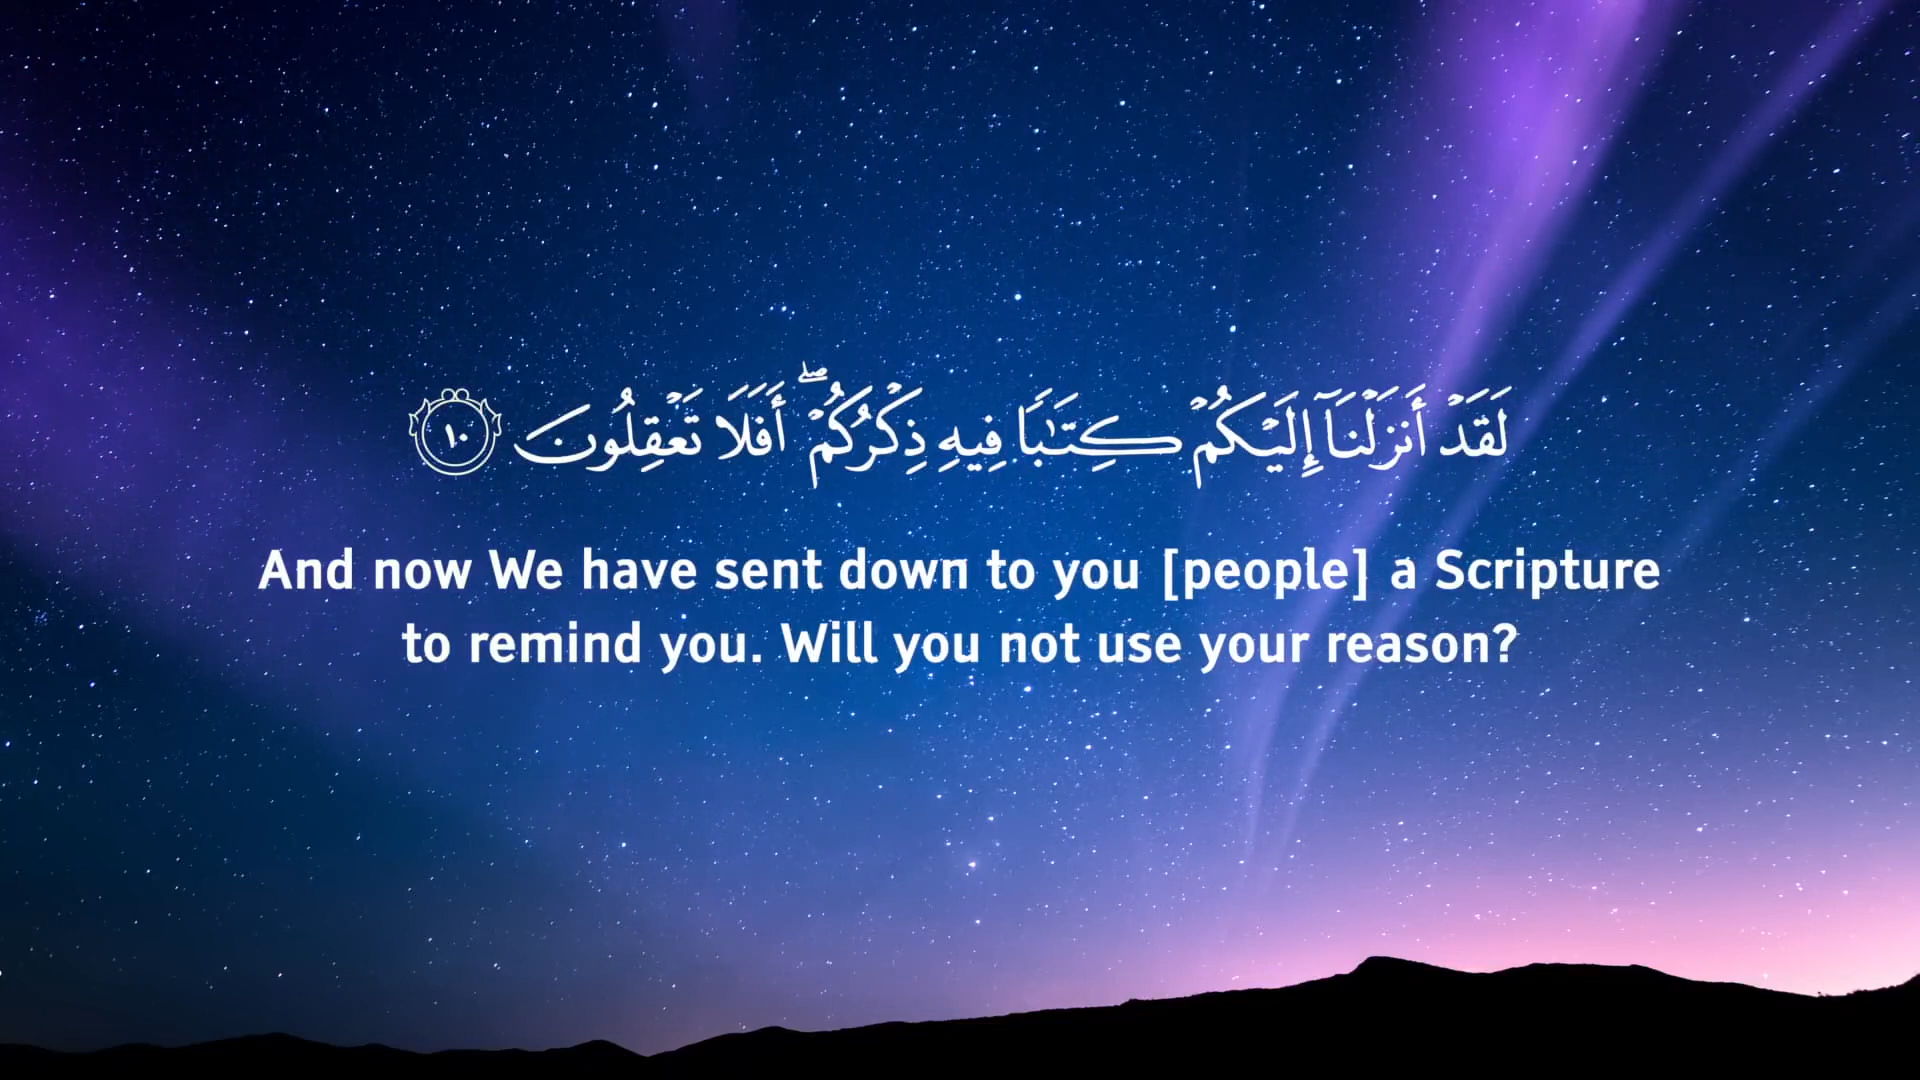 لَقَدْ أَنزَلْنَآ إِلَيْكُمْ كِتَٰبًا فِيهِ ذِكْرُكُمْ ۖ أَفَلَا تَعْقِلُونَ ١٠
And now We have sent down to you [people] a Scripture
to remind you. Will you not use your reason?